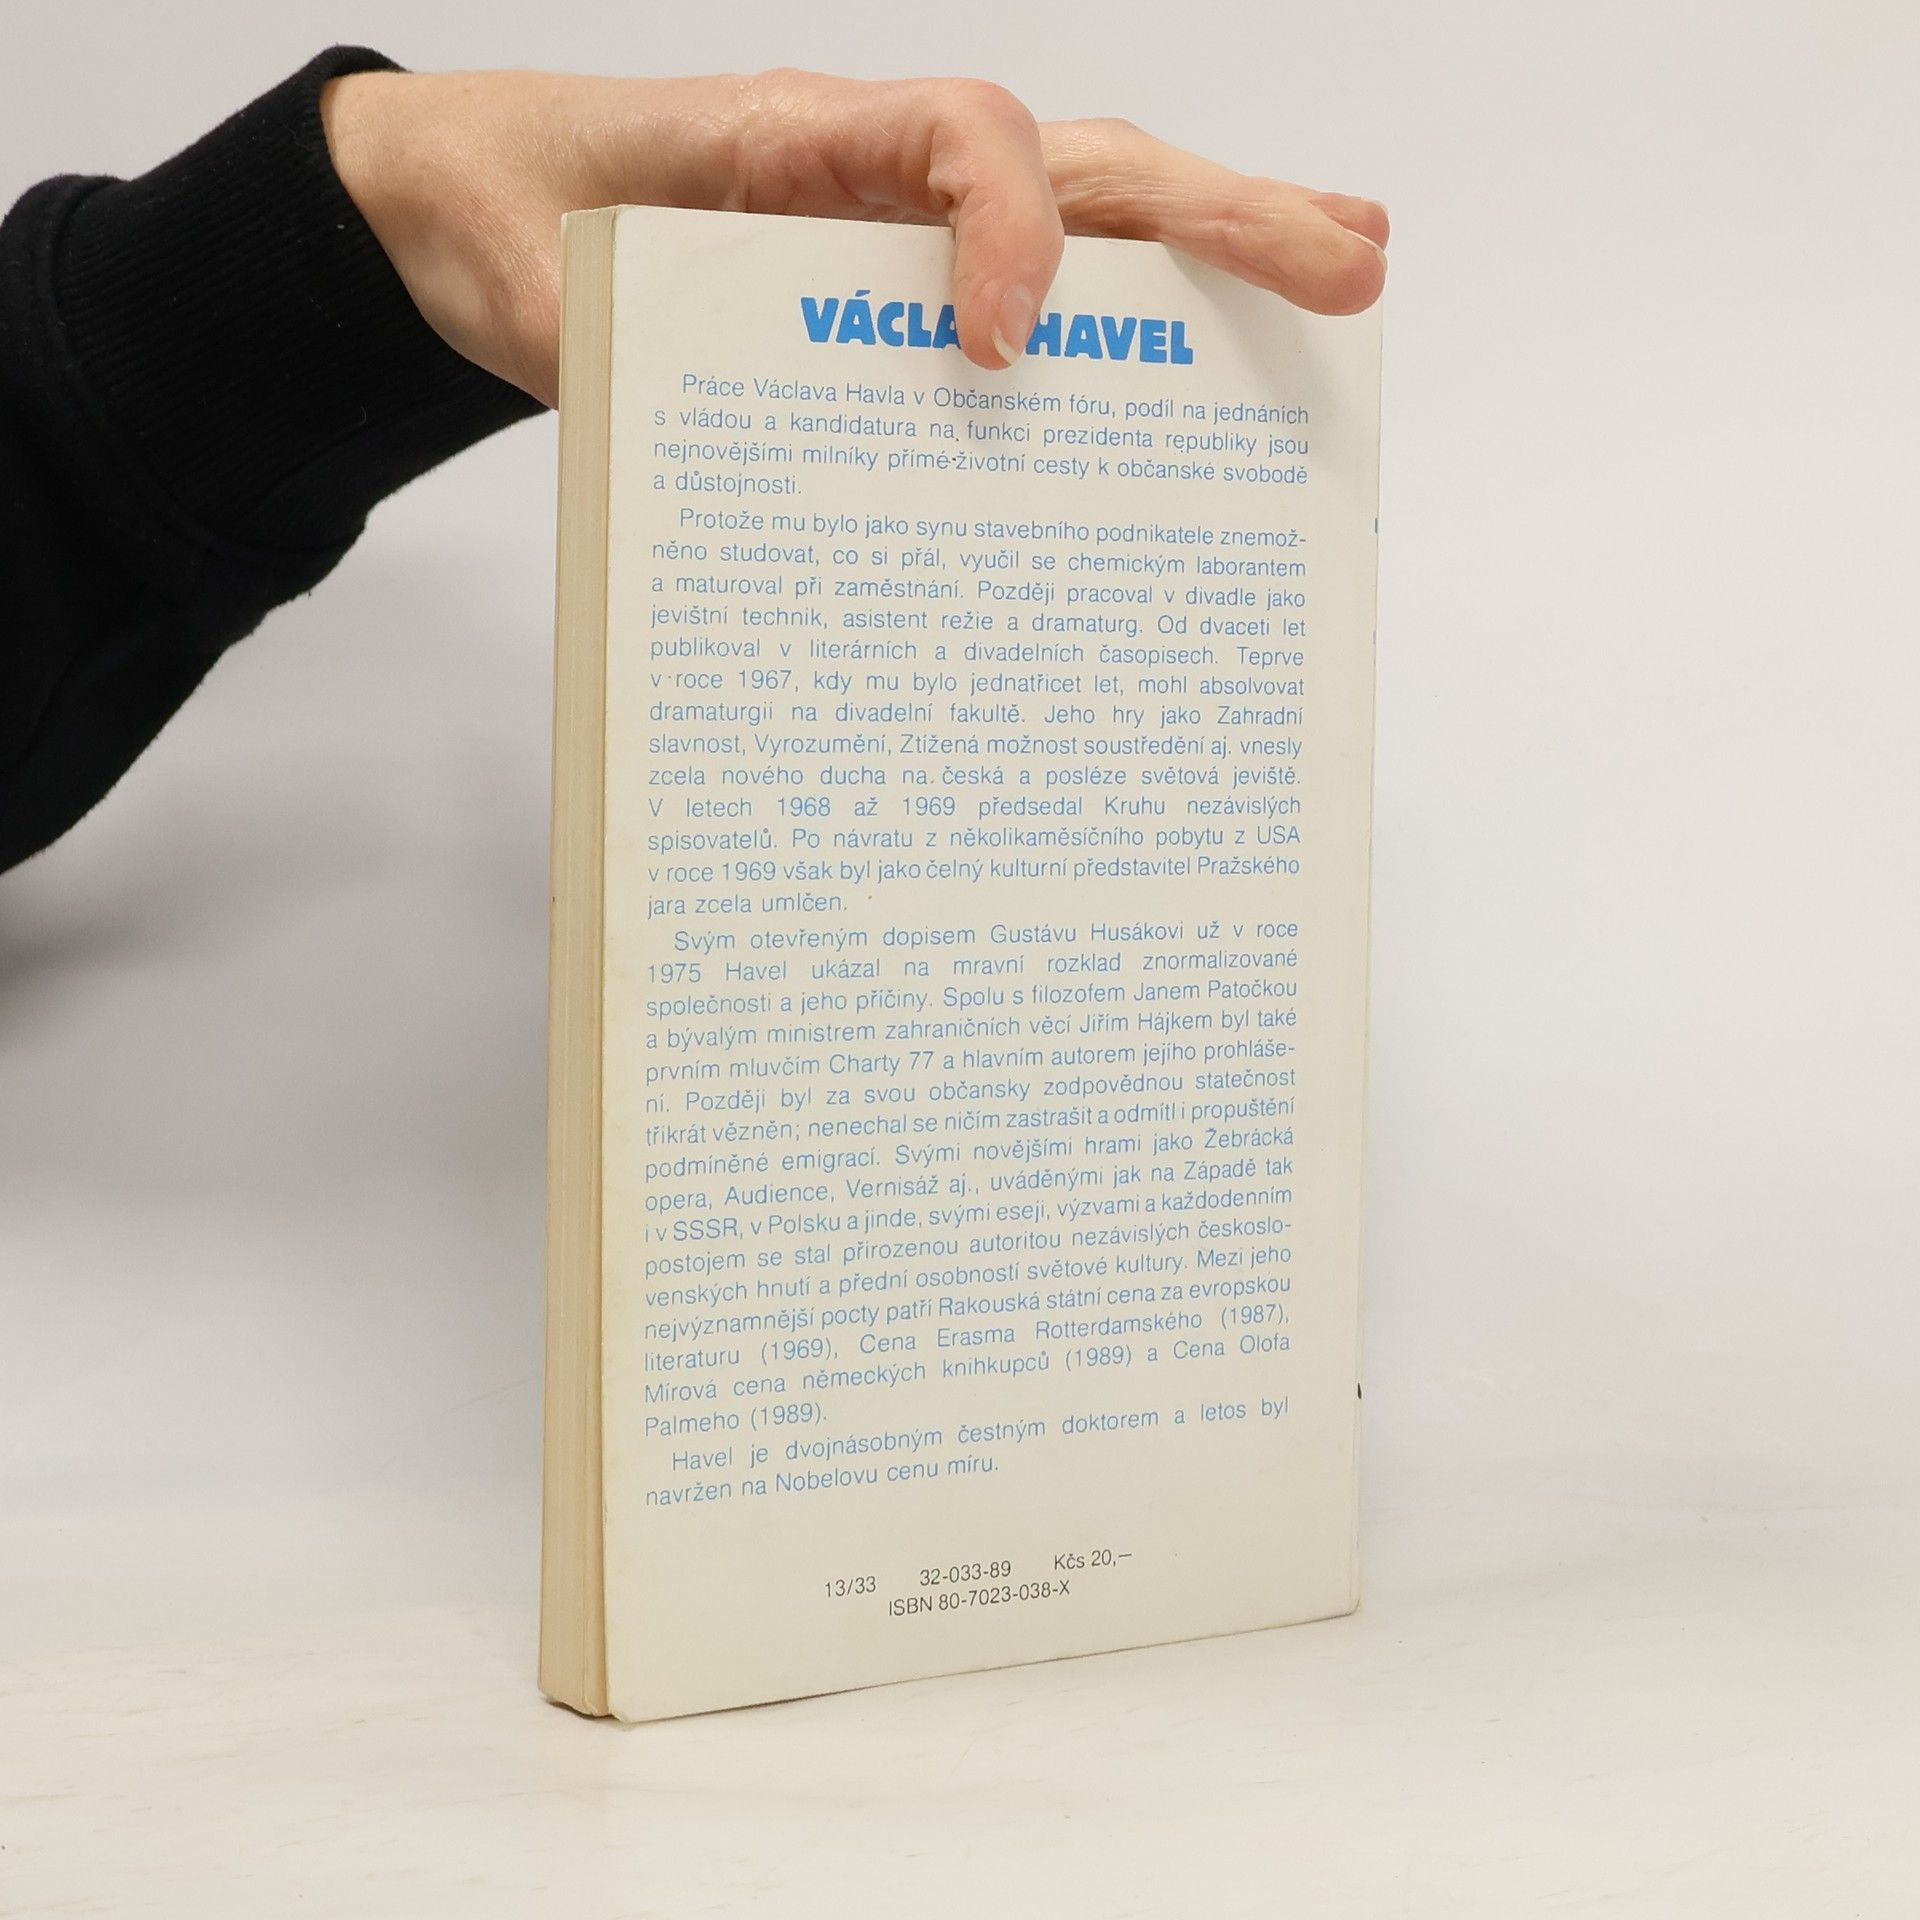 VÁCLAV HAVEL
Práce Václava Havla v Občanském fóru, podíl na jednáních
s vládou a kandidatura na funkci prezidenta republiky jsou
nejnovějšími milníky přímé životní cesty k občanské svobodě
a důstojnosti.
Protože mu bylo jako synu stavebního podnikatele znemož-
něno studovat, co si přál, vyučil se chemickým laborantem
a maturoval při zaměstnání. Později pracoval v divadle jako
jevištní technik, asistent režie a dramaturg. Od dvaceti let
publikoval v literárních a divadelních časopisech. Teprve
v roce 1967, kdy mu bylo jednatřicet let, mohl absolvovat
dramaturgii na divadelní fakultě. Jeho hry jako Zahradní
slavnost, Vyrozumění, Ztížená možnost soustředění aj. vnesly
zcela nového ducha na česká a posléze světová jeviště.
V letech 1968 až 1969 předsedal Kruhu nezávislých
spisovatelů. Po návratu z několikaměsíčního pobytu z USA
v roce 1969 však byl jako čelný kulturní představitel Pražského
jara zcela umlčen.
Svým otevřeným dopisem Gustávu Husákovi už v roce
1975 Havel ukázal na mravní rozklad znormalizované
společnosti a jeho příčiny. Spolu s filozofem Janem Patočkou
a bývalým ministrem zahraničních věcí Jiřím Hájkem byl také
prvním mluvčím Charty 77 a hlavním autorem jejího prohláše-
ní. Později byl za svou občansky zodpovědnou statečnost
třikrát vězněn; nenechal se ničím zastrašit a odmítl i propuštění
podmíněné emigrací. Svými novějšími hrami jako Žebrácká
opera, Audience, Vernisáž aj., uváděnými jak na Západě tak
i v SSSR, v Polsku a jinde, svými eseji, výzvami a každodenním
postojem se stal přirozenou autoritou nezávislých českoslo-
venských hnutí a přední osobností světové kultury. Mezi jeho
nejvýznamnější pocty patří Rakouská státní cena za evropskou
literaturu (1969), Cena Erasma Rotterdamského (1987),
Mírová cena německých knihkupců (1989) a Cena Olofa
Palmeho (1989).
Havel je dvojnásobným čestným doktorem a letos byl
navržen na Nobelovu cenu míru.
13/33 32-033-89 Kčs 20,—
ISBN 80-7023-038-X